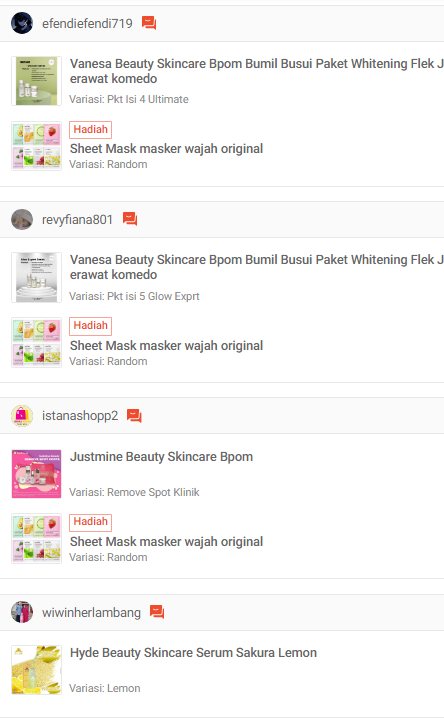 efendiefendi719
Vanesa Beauty Skincare Bpom Bumil Busui Paket Whitening Flek J
erawat komedo
Variasi: Pkt Isi 4 Ultimate
Hadiah
Sheet Mask masker wajah original
Variasi: Random
revyfiana801
Vanesa Beauty Skincare Bpom Bumil Busui Paket Whitening Flek J
erawat komedo
Variasi: Pkt isi 5 Glow Exprt
Hadiah
Sheet Mask masker wajah original
Variasi: Random
istanashopp2
Justmine Beauty Skincare Bpom
Variasi: Remove Spot Klinik
Hadiah
Sheet Mask masker wajah original
Variasi: Random
wiwinherlambang
Hyde Beauty Skincare Serum Sakura Lemon
Variasi: Lemon